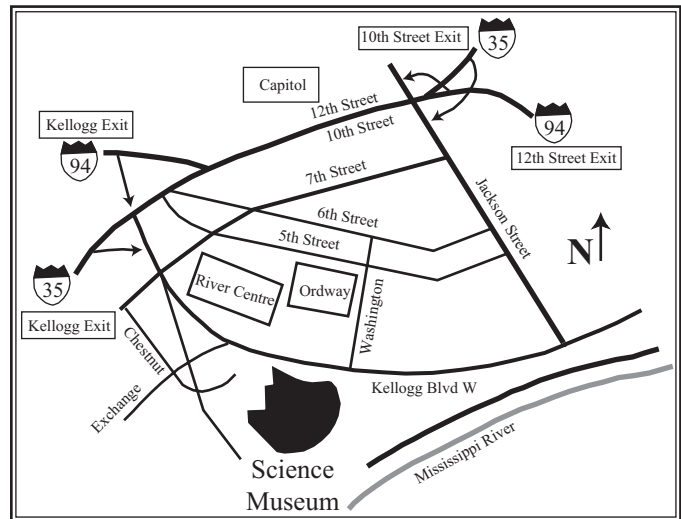 10th Street Exit
35
Capitol
12th Street
10th Street
Kellogg Exit
94
94
12th Street Exit
7th Street
6th Street
5th Street
Jackson Street
N
River Centre
Ordway
Washington
35
Kellogg Exit
Chestnut
Exchange
Kellogg Blvd W
Mississippi River
Science
Museum